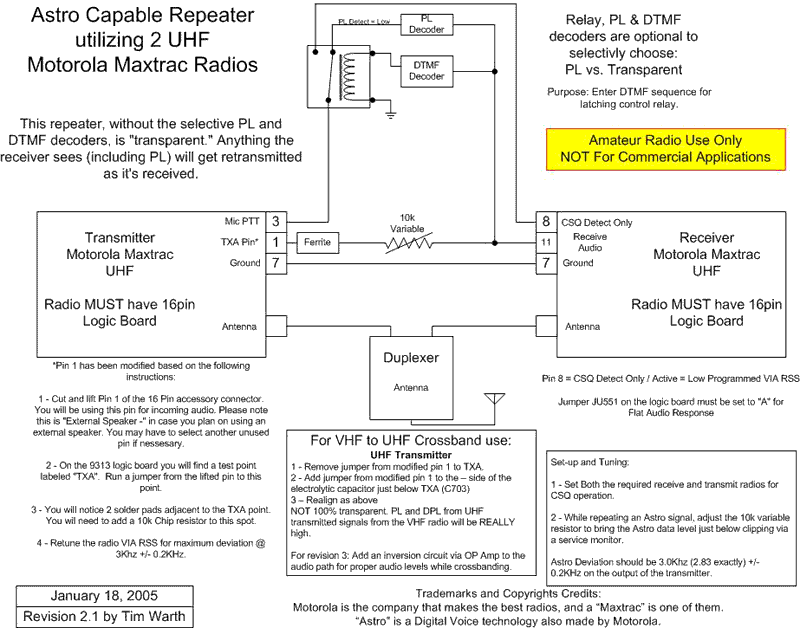 Astro Capable Repeater
utilizing 2 UHF
Motorola Maxtrac Radios
This repeater, without the selective PL and
DTMF decoders, is "transparent." Anything the
receiver sees (including PL) will get retransmitted
as it's received.
PL Detect = Low
PL
Decoder
DTMF
Decoder
Relay, PL & DTMF
decoders are optional to
selectivly choose:
PL vs. Transparent
Purpose: Enter DTMF sequence for
latching control relay.
Amateur Radio Use Only
NOT For Commercial Applications
Transmitter
Motorola Maxtrac
UHF
Radio MUST have 16pin
Logic Board
Mic PTT
3
TXA Pin*
1
Ground
7
Antenna
Ferrite
10k
Variable
8
CSQ Detect Only
11
Receive
Audio
7
Ground
Antenna
Receiver
Motorola Maxtrac
UHF
Radio MUST have 16pin
Logic Board
Duplexer
Antenna
*Pin 1 has been modified based on the following
instructions:
1 - Cut and lift Pin 1 of the 16 Pin accessory connector.
You will be using this pin for incoming audio. Please note
this is "External Speaker -" in case you plan on using an
external speaker. You may have to select another unused
pin if nessesary.
2 - On the 9313 logic board you will find a test point
labeled "TXA". Run a jumper from the lifted pin to this
point.
3 - You will notice 2 solder pads adjacent to the TXA point.
You will need to add a 10k Chip resistor to this spot.
4 - Retune the radio VIA RSS for maximum deviation @
3Khz +/- 0.2KHz.
For VHF to UHF Crossband use:
UHF Transmitter
1 - Remove jumper from modified pin 1 to TXA.
2 - Add jumper from modified pin 1 to the – side of the
electrolytic capacitor just below TXA (C703)
3 – Realign as above
NOT 100% transparent. PL and DPL from UHF
transmitted signals from the VHF radio will be REALLY
high.
For revision 3: Add an inversion circuit via OP Amp to the
audio path for proper audio levels while crossbanding.
Pin 8 = CSQ Detect Only / Active = Low Programmed VIA RSS
Jumper JU551 on the logic board must be set to "A" for
Flat Audio Response
Set-up and Tuning:
1 - Set Both the required receive and transmit radios for
CSQ operation.
2 - While repeating an Astro signal, adjust the 10k variable
resistor to bring the Astro data level just below clipping via
a service monitor.
Astro Deviation should be 3.0Khz (2.83 exactly) +/-
0.2KHz on the output of the transmitter.
January 18, 2005
Revision 2.1 by Tim Warth
Trademarks and Copyrights Credits:
Motorola is the company that makes the best radios, and a “Maxtrac” is one of them.
“Astro” is a Digital Voice technology also made by Motorola.